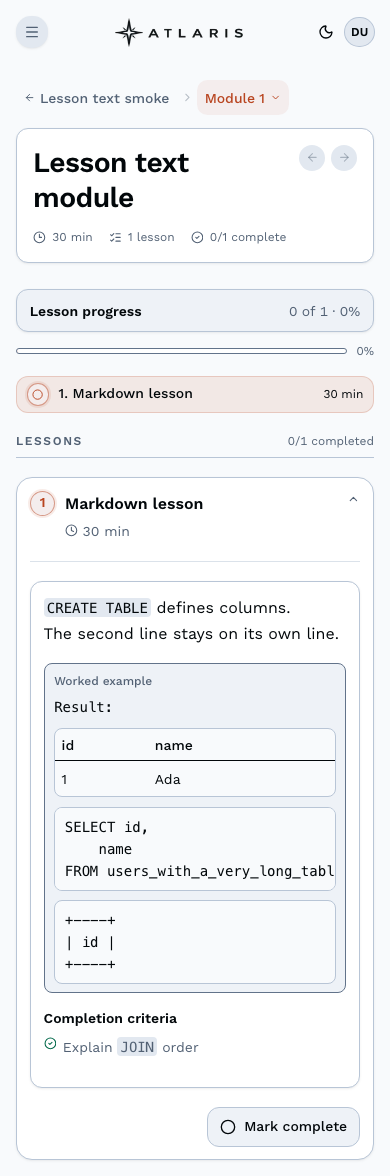 ATLARIS
DU
← Lesson text smoke > Module 1
Lesson text
module
← →
30 min 1 lesson 0/1 complete
Lesson progress 0 of 1 · 0%
0%
1. Markdown lesson 30 min
LESSONS 0/1 completed
1 Markdown lesson
30 min
CREATE TABLE defines columns.
The second line stays on its own line.
Worked example
Result:
id name
1 Ada
SELECT id,
    name
FROM users_with_a_very_long_tabl
+----+
| id |
+----+
Completion criteria
Explain JOIN order
Mark complete